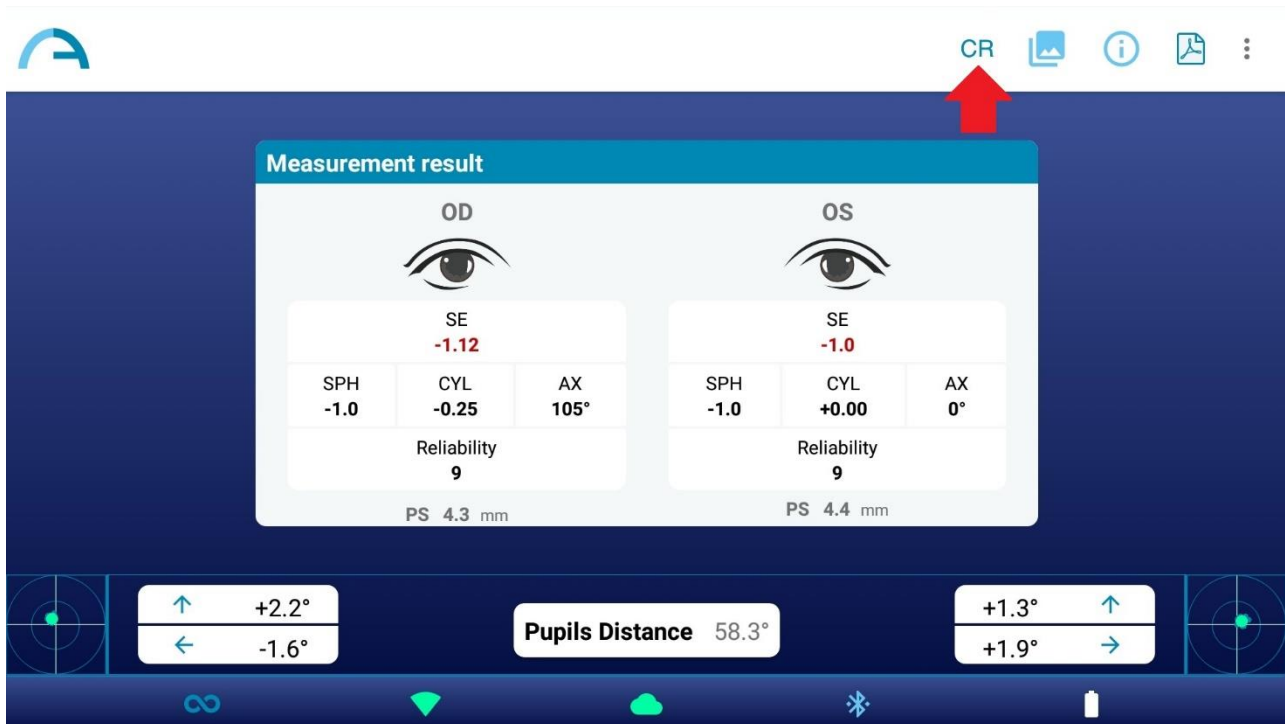 CR
Measurement result
OD OS
SE SE
-1.12 -1.0
SPH CYL AX SPH CYL AX
-1.0 -0.25 105° -1.0 +0.00 0°
Reliability Reliability
9 9
PS 4.3 mm PS 4.4 mm
+2.2° +1.3°
Pupils Distance 58.3°
-1.6° +1.9°